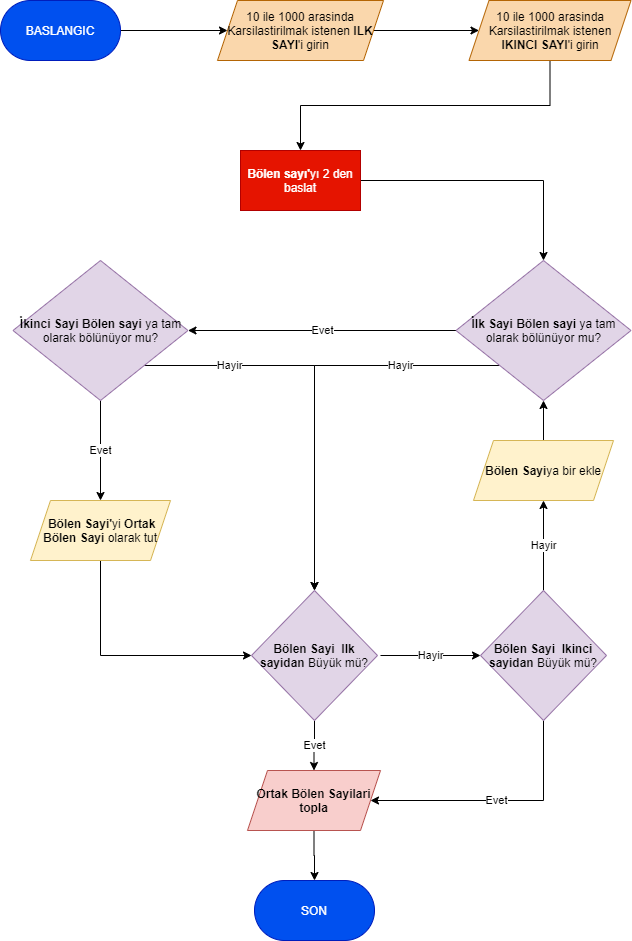 BASLANGIC
10 ile 1000 arasinda
Karsilastirilmak istenen ILK
SAYI'i girin
10 ile 1000 arasinda
Karsilastirilmak istenen
IKINCI SAYI'i girin
Bölen sayı'yı 2 den
baslat
İkinci Sayi Bölen sayi ya tam
olarak bölünüyor mu?
Evet
İlk Sayi Bölen sayi ya tam
olarak bölünüyor mu?
Hayir
Hayir
Evet
Bölen Sayiya bir ekle
Bölen Sayi'yi Ortak
Bölen Sayi olarak tut
Hayir
Bölen Sayi Ilk
sayidan Büyük mü?
Hayir
Bölen Sayi Ikinci
sayidan Büyük mü?
Evet
Ortak Bölen Sayilari
topla
Evet
SON